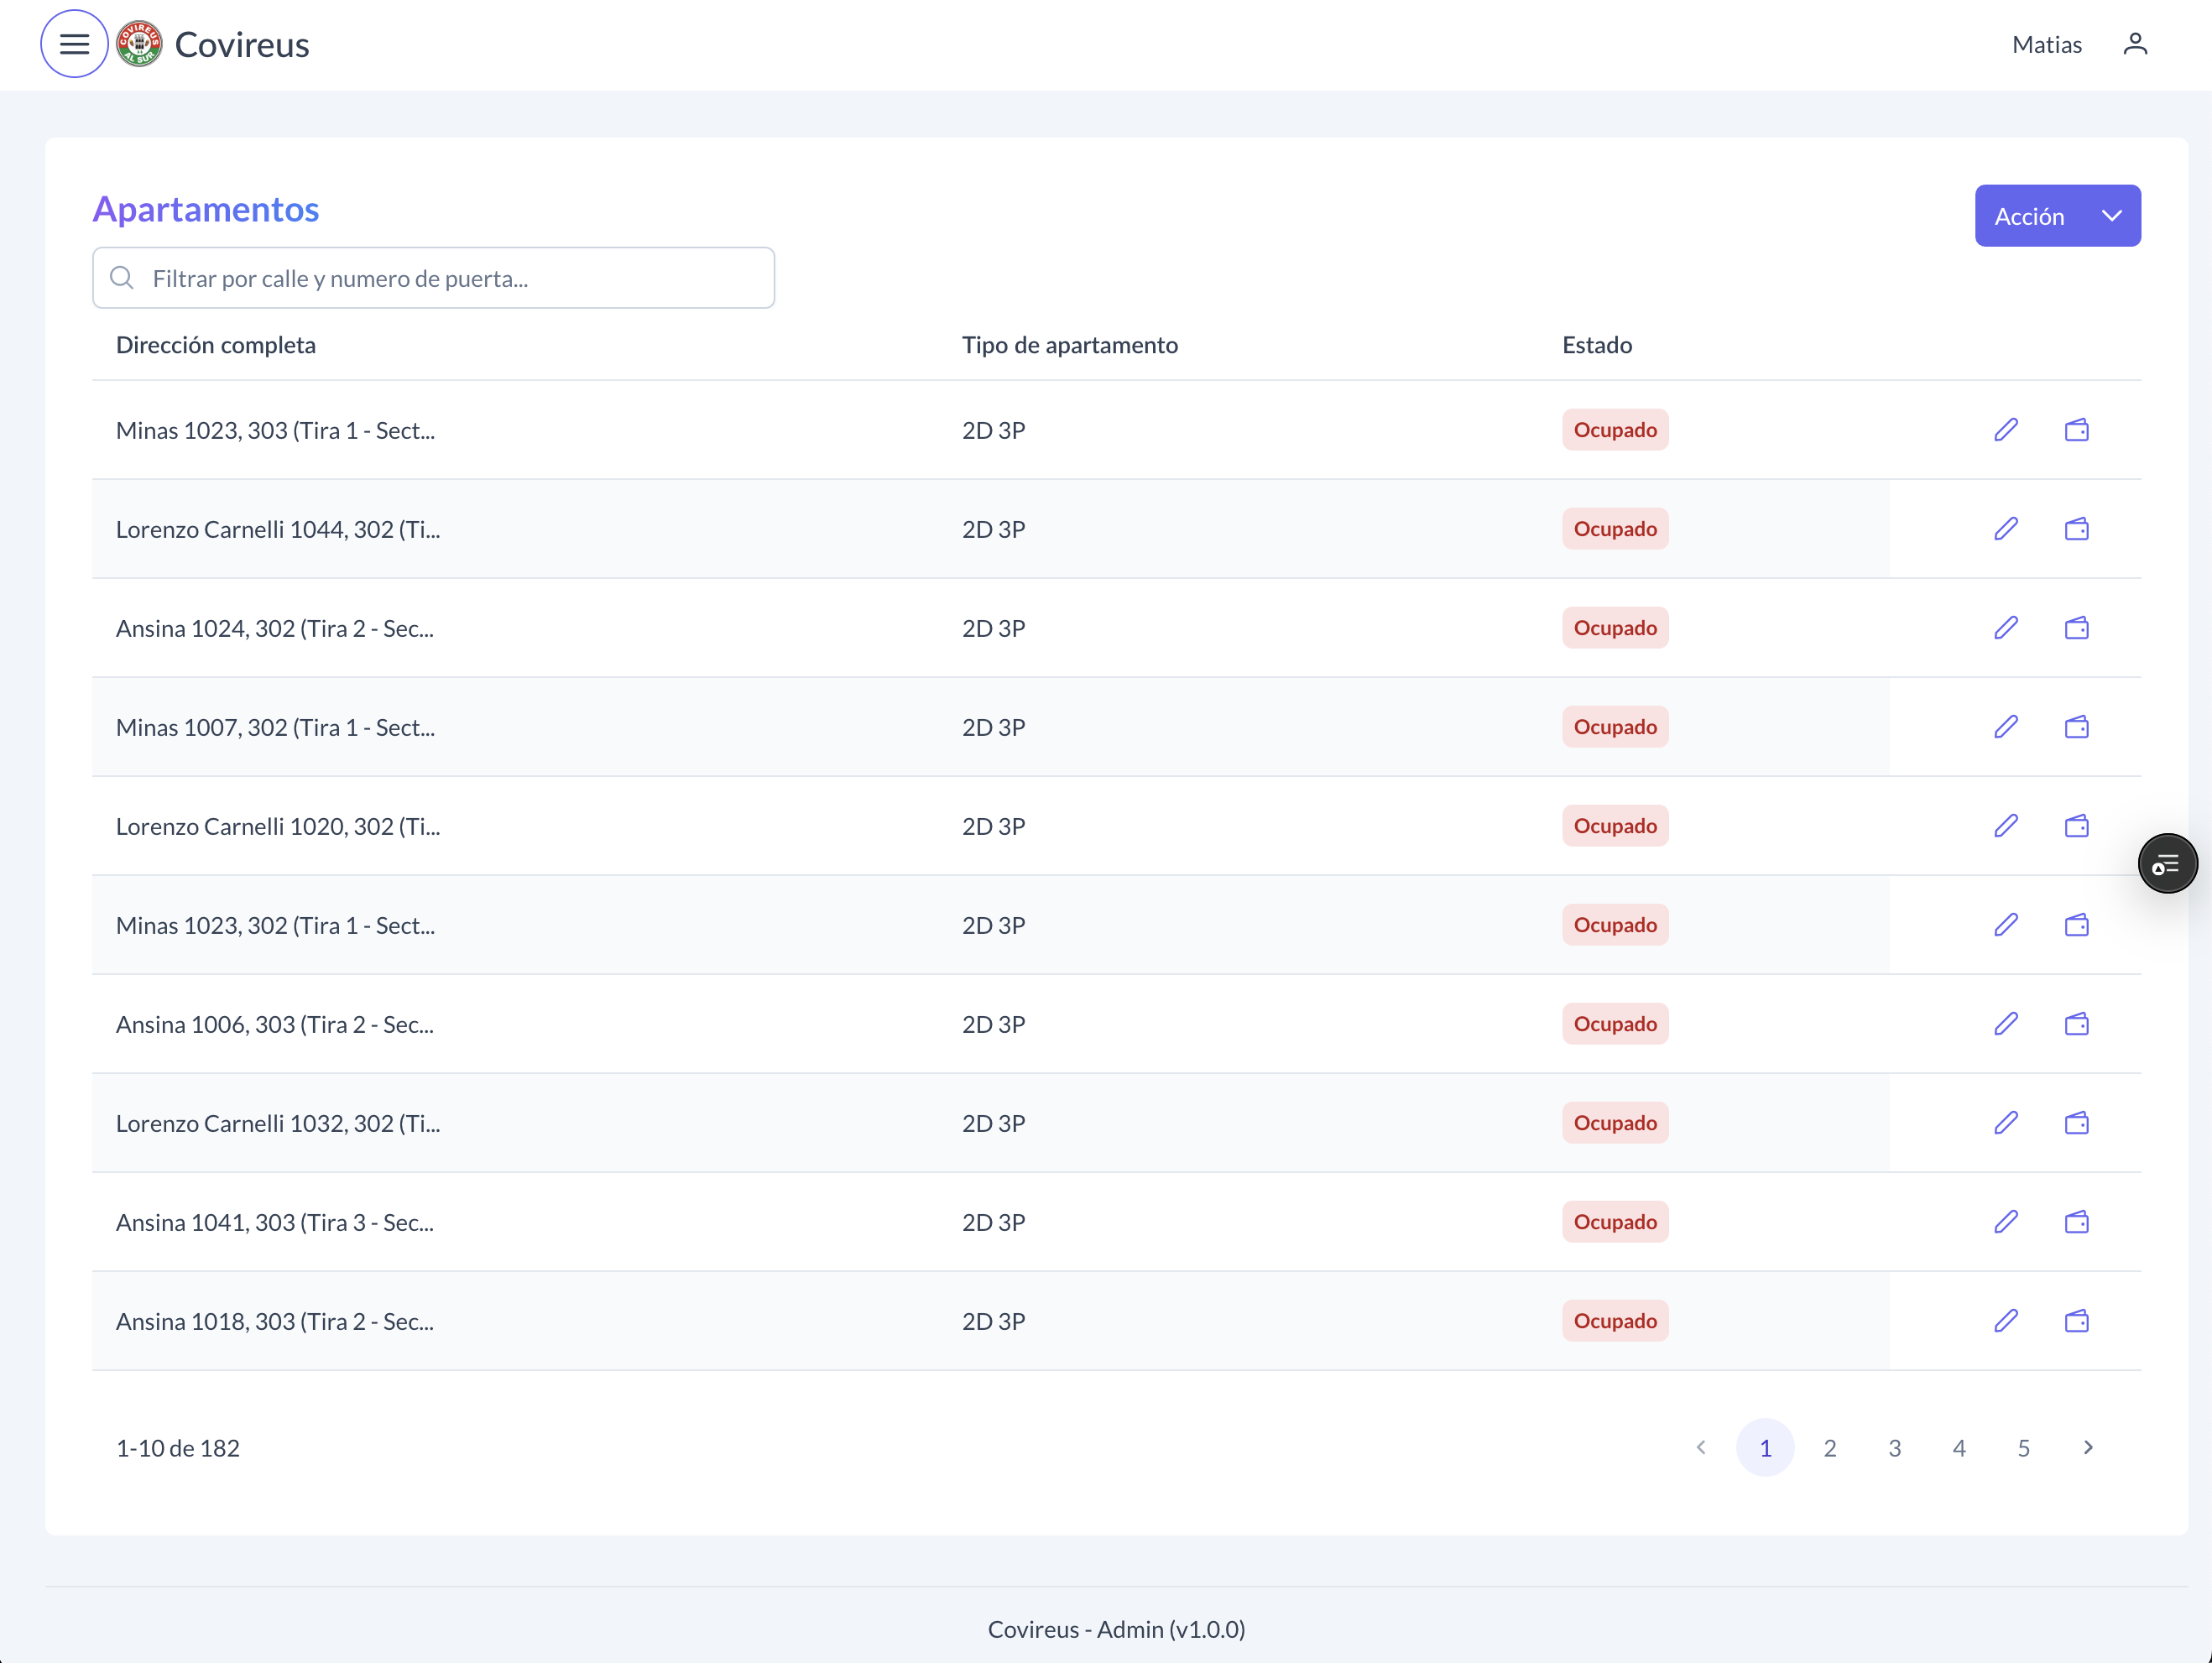 COVIREUS
AL SUR
Covireus
Matias
Apartamentos
Acción
Filtrar por calle y numero de puerta...
Dirección completa Tipo de apartamento Estado
Minas 1023, 303 (Tira 1 - Sect... 2D 3P Ocupado
Lorenzo Carnelli 1044, 302 (Ti... 2D 3P Ocupado
Ansina 1024, 302 (Tira 2 - Sec... 2D 3P Ocupado
Minas 1007, 302 (Tira 1 - Sect... 2D 3P Ocupado
Lorenzo Carnelli 1020, 302 (Ti... 2D 3P Ocupado
Minas 1023, 302 (Tira 1 - Sect... 2D 3P Ocupado
Ansina 1006, 303 (Tira 2 - Sec... 2D 3P Ocupado
Lorenzo Carnelli 1032, 302 (Ti... 2D 3P Ocupado
Ansina 1041, 303 (Tira 3 - Sec... 2D 3P Ocupado
Ansina 1018, 303 (Tira 2 - Sec... 2D 3P Ocupado
1-10 de 182 1 2 3 4 5
Covireus - Admin (v1.0.0)